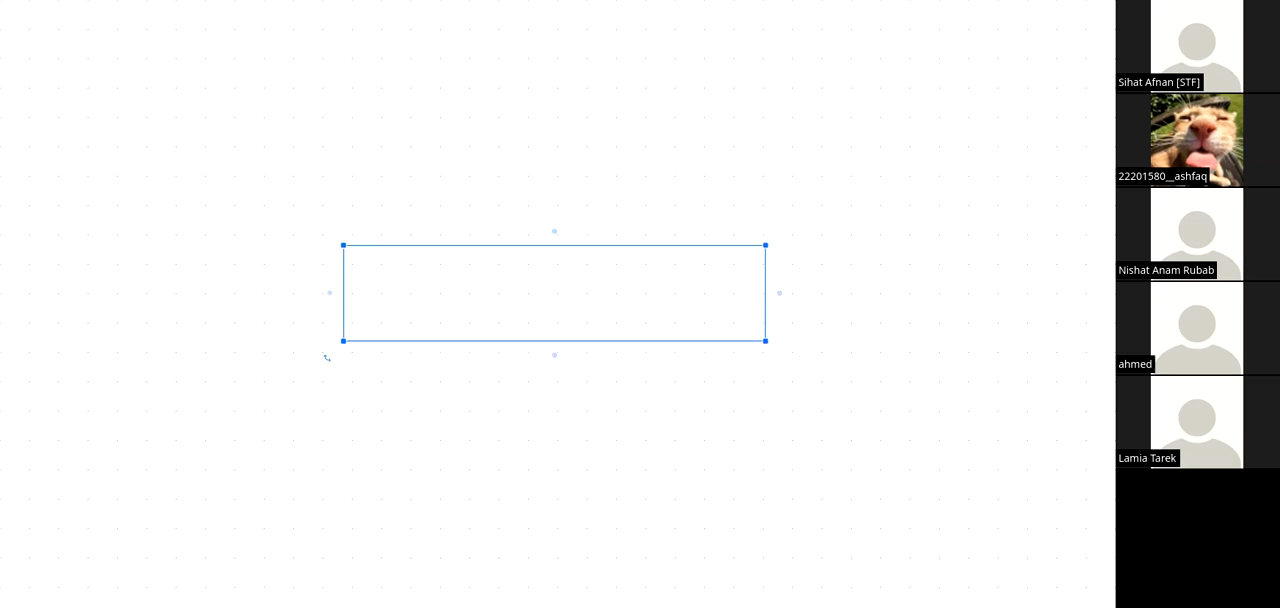 Sihat Afnan [STF]
22201580__ashfaq
Nishat Anam Rubab
ahmed
Lamia Tarek